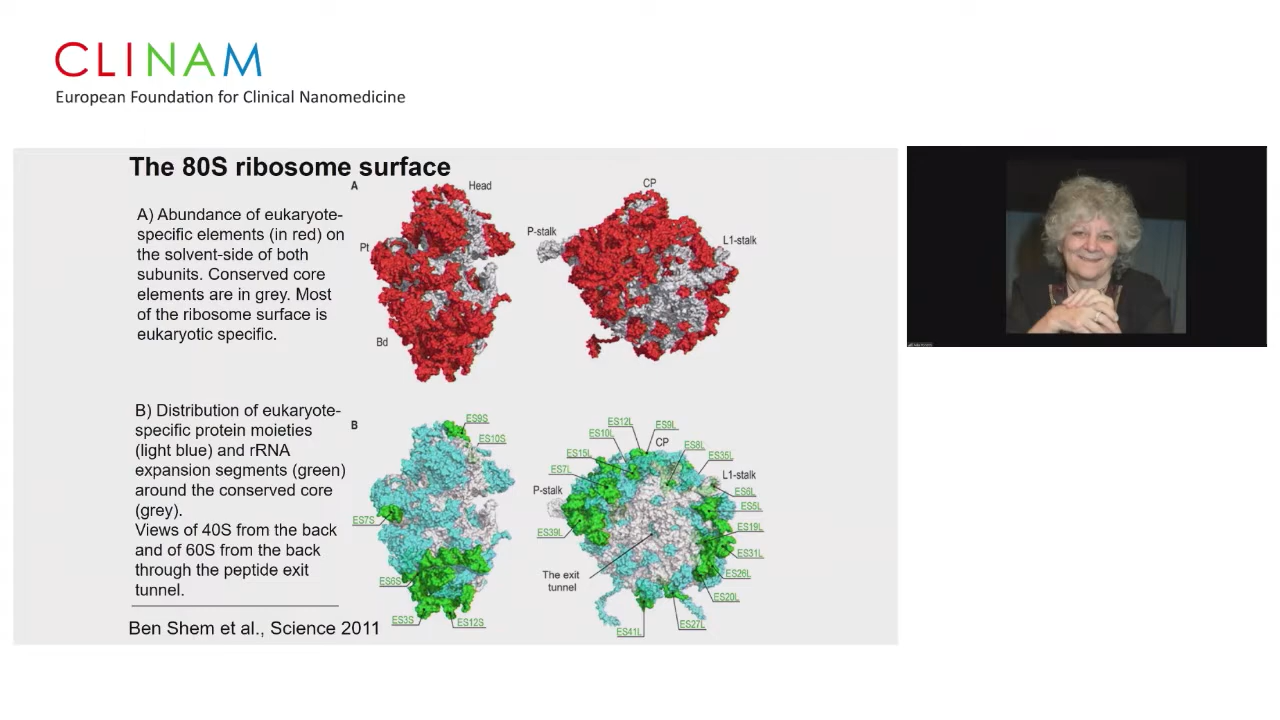 CLINAM
European Foundation for Clinical Nanomedicine
The 80S ribosome surface
A) Abundance of eukaryote-
specific elements (in red) on
the solvent-side of both
subunits. Conserved core
elements are in grey. Most
of the ribosome surface is
eukaryotic specific.
A
Head
Pt
Bd
CP
P-stalk
L1-stalk
B) Distribution of eukaryote-
specific protein moieties
(light blue) and rRNA
expansion segments (green)
around the conserved core
(grey).
Views of 40S from the back
and of 60S from the back
through the peptide exit
tunnel.
Ben Shem et al., Science 2011
B
ES9S
ES10S
ES7S
ES6S
ES3S
ES12S
ES12L
ES9L
ES10L
CP
ES8L
ES15L
ES35L
ES7L
L1-stalk
P-stalk
ES6L
ES5L
ES39L
ES19L
ES31L
The exit
tunnel
ES26L
ES20L
ES41L
ES27L